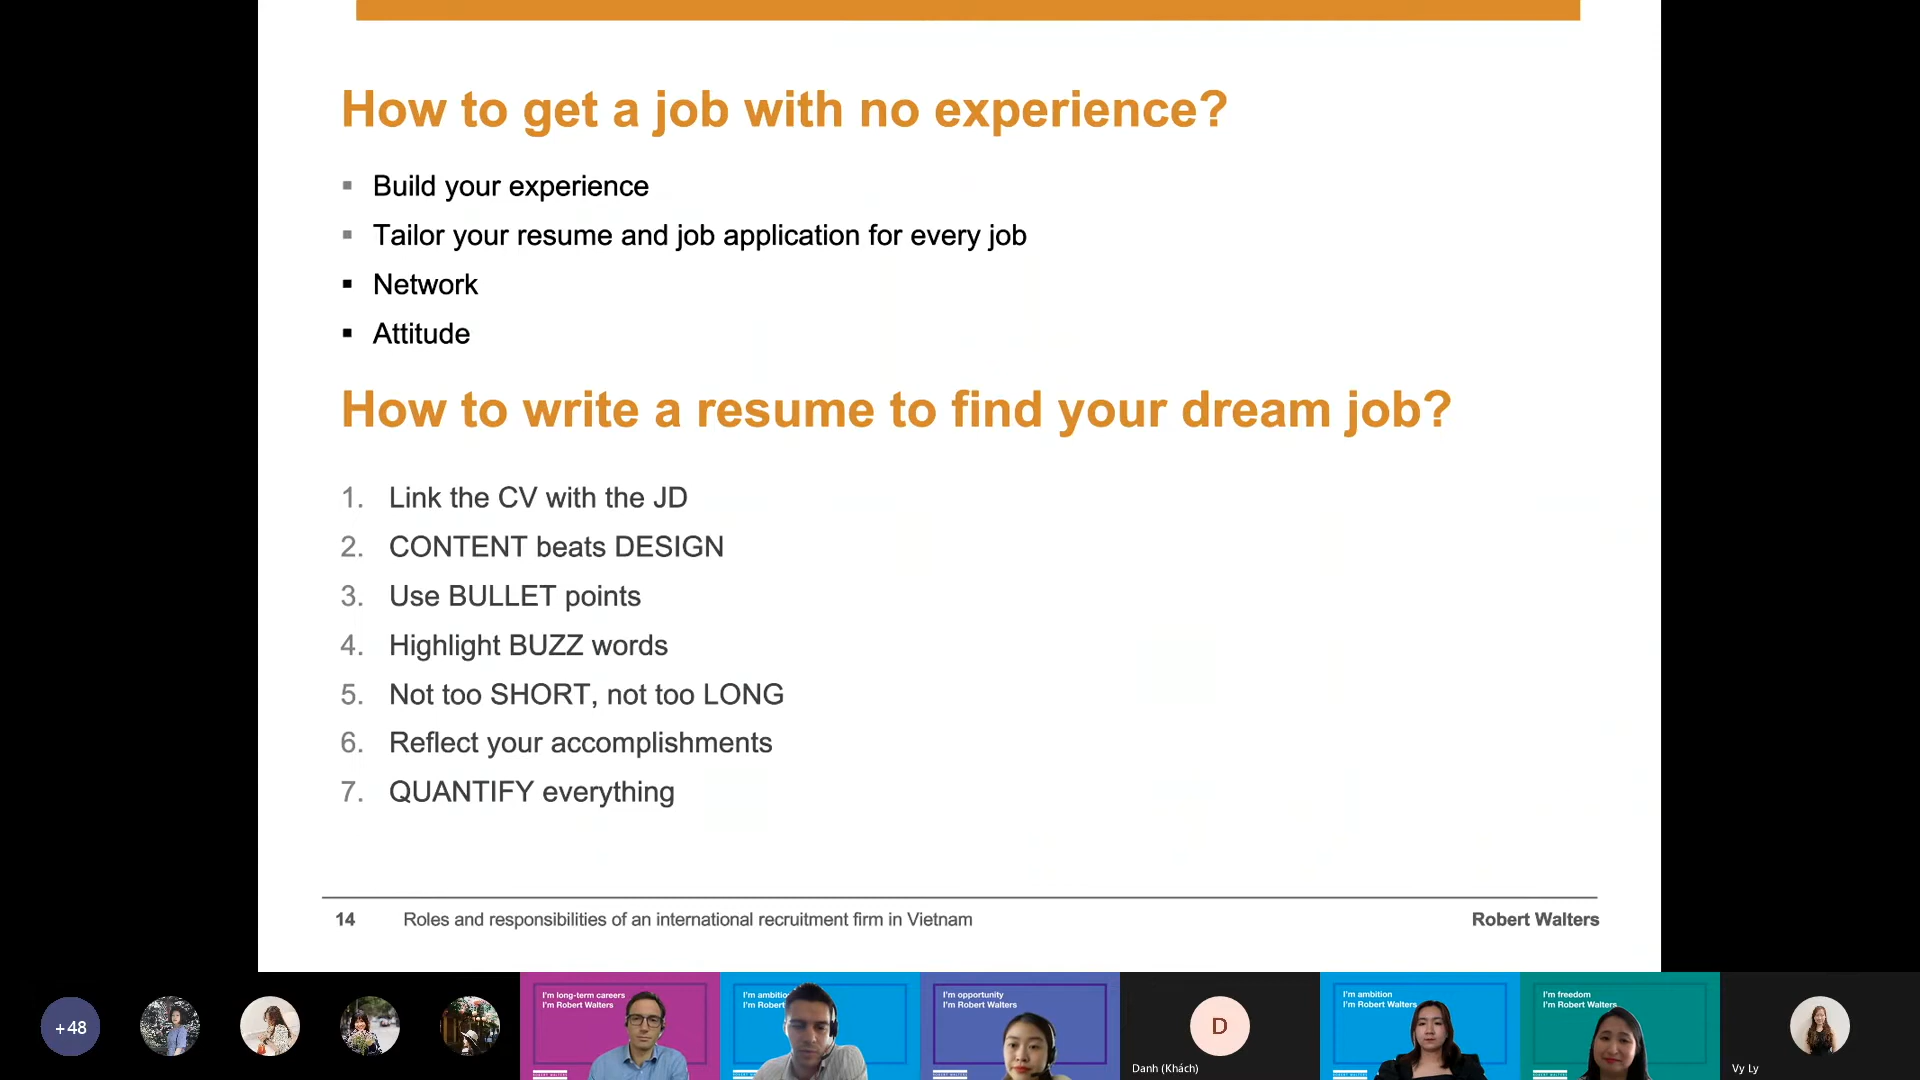 How to get a job with no experience?
▪ Build your experience
▪ Tailor your resume and job application for every job
▪ Network
▪ Attitude
How to write a resume to find your dream job?
1. Link the CV with the JD
2. CONTENT beats DESIGN
3. Use BULLET points
4. Highlight BUZZ words
5. Not too SHORT, not too LONG
6. Reflect your accomplishments
7. QUANTIFY everything
14 Roles and responsibilities of an international recruitment firm in Vietnam Robert Walters
+48
I'm long-term careers
I'm Robert Walters
I'm ambition
I'm Robert
I'm opportunity
I'm Robert Walters
D
Danh (Khách)
I'm ambition
I'm Robert Walters
I'm freedom
I'm Robert Walters
Vy Ly